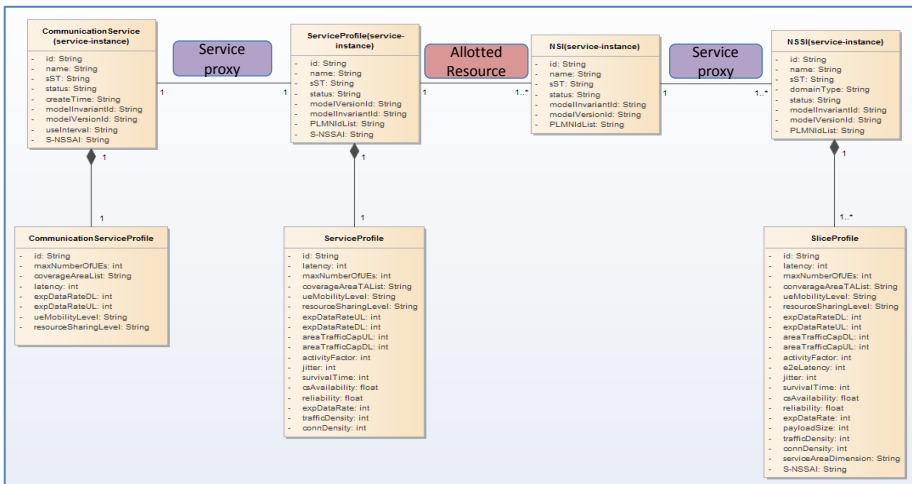 CommunicationService
(service-instance)
- id: String
- name: String
- sST: String
- status: String
- createTime: String
- modelInvariantId: String
- modelVersionId: String
- useInterval: String
- S-NSSAI: String
Service
proxy
1
1
ServiceProfile(service-
instance)
- id: String
- name: String
- sST: String
- status: String
- modelInvariantId: String
- modelVersionId: String
- PLMNIdList: String
- S-NSSAI: String
Allotted
Resource
1
1..*
NSI(service-instance)
- id: String
- name: String
- sST: String
- status: String
- modelInvariantId: String
- modelVersionId: String
- PLMNIdList: String
Service
proxy
1
1..*
NSSI(service-instance)
- id: String
- name: String
- sST: String
- domainType: String
- status: String
- modelInvariantId: String
- modelVersionId: String
- PLMNIdList: String
1
1
CommunicationServiceProfile
- id: String
- maxNumberOfUEs: int
- coverageAreaList: String
- latency: int
- expDataRateDL: int
- expDataRateUL: int
- ueMobilityLevel: String
- resourceSharingLevel: String
1
1
ServiceProfile
- id: String
- latency: int
- maxNumberOfUEs: int
- coverageAreaTAList: String
- ueMobilityLevel: String
- resourceSharingLevel: String
- expDataRateUL: int
- expDataRateDL: int
- areaTrafficCapUL: int
- areaTrafficCapDL: int
- activityFactor: int
- jitter: int
- survivalTime: int
- csAvailability: float
- reliability: float
- expDataRate: int
- trafficDensity: int
- connDensity: int
1
1..*
SliceProfile
- id: String
- latency: int
- maxNumberOfUEs: int
- converageAreaTAList: String
- ueMobilityLevel: String
- resourceSharingLevel: String
- expDataRateDL: int
- expDataRateUL: int
- areaTrafficCapDL: int
- areaTrafficCapUL: int
- activityFactor: int
- e2eLatency: int
- jitter: int
- survivalTime: int
- csAvailability: float
- reliability: float
- expDataRate: int
- payloadSize: int
- trafficDensity: int
- connDensity: int
- serviceAreaDimension: String
- S-NSSAI: String